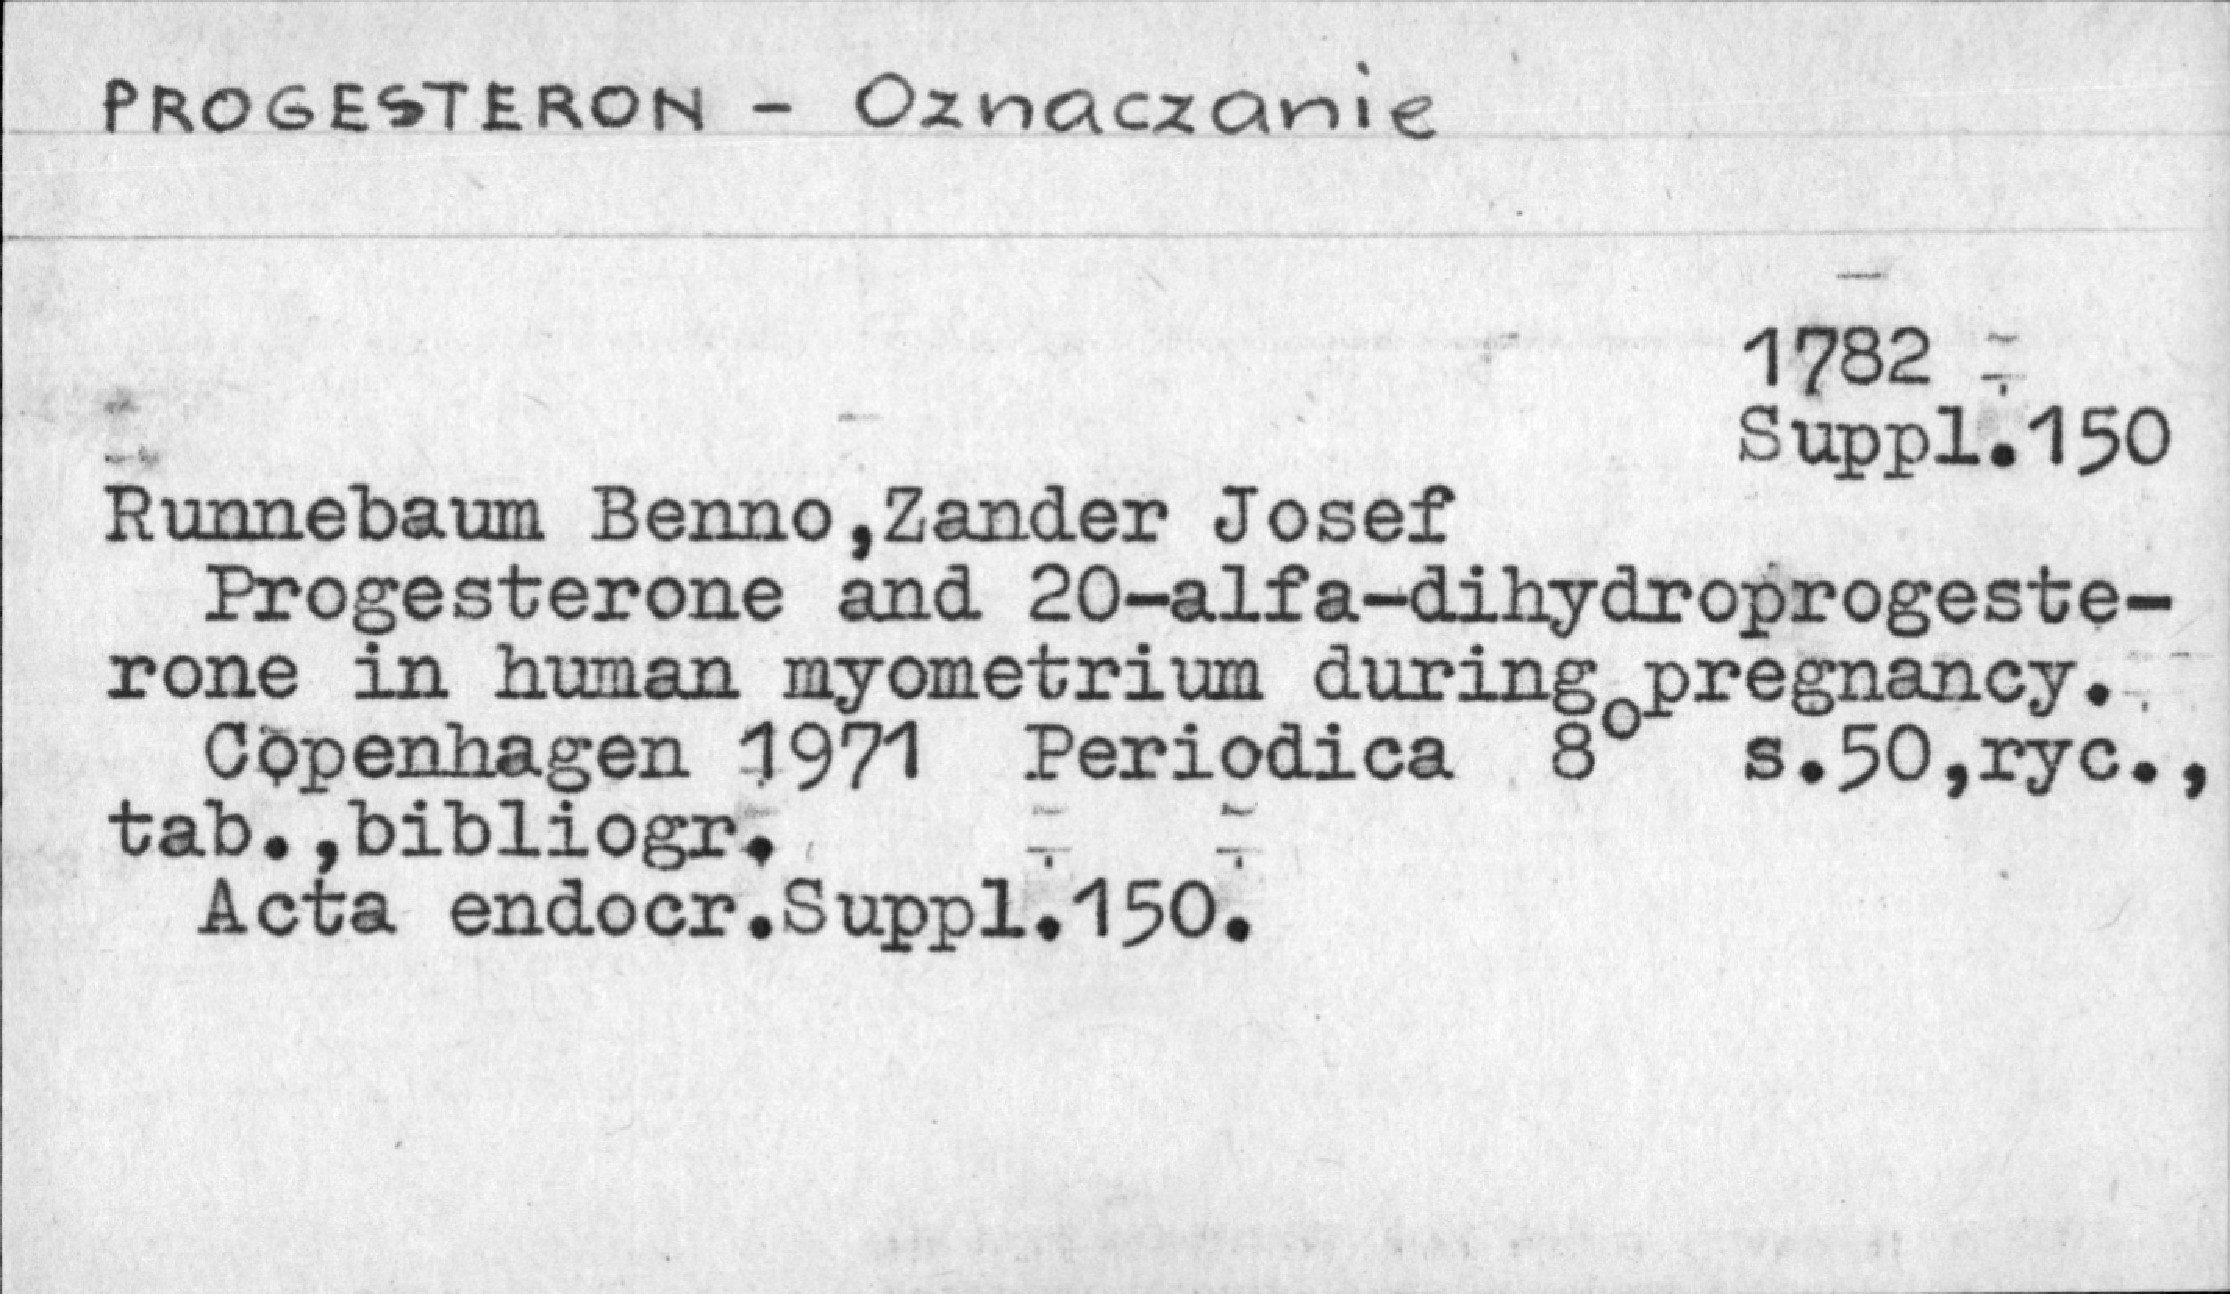 PROGESTERON - Oznaczanie
1782
Suppl.150
Runnebaum Benno,Zander Josef
Progesterone and 20-alfa-dihydroprogeste-
rone in human myometrium during pregnancy.
Copenhagen 1971 Periodica 8° s.50,ryc.,
tab.,bibliogr.
Acta endocr.Suppl.150.